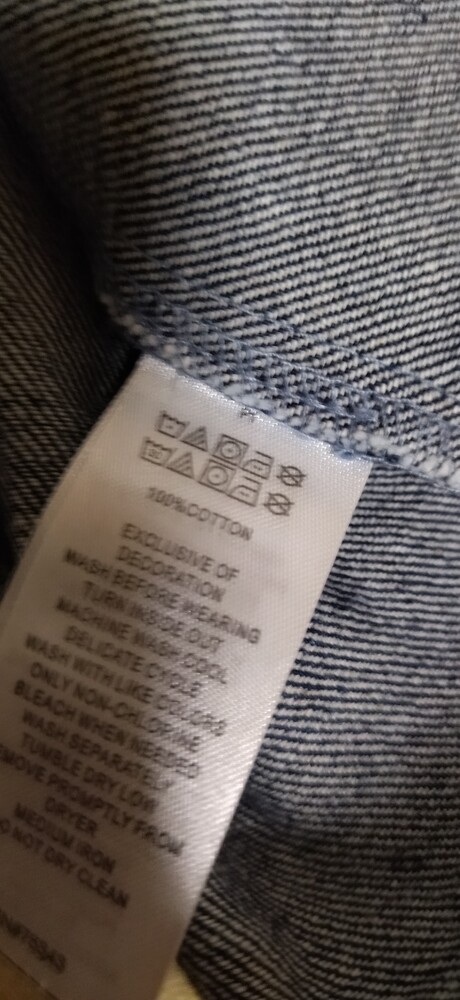 100%COTTON
EXCLUSIVE OF
DECORATION
WASH BEFORE WEARING
TURN INSIDE OUT
MACHINE WASH COOL
DELICATE CYCLE
WASH WITH LIKE COLORS
ONLY NON-CHLORINE
BLEACH WHEN NEEDED
WASH SEPARATELY
TUMBLE DRY LOW
REMOVE PROMPTLY FROM
DRYER
MEDIUM IRON
DO NOT DRY CLEAN